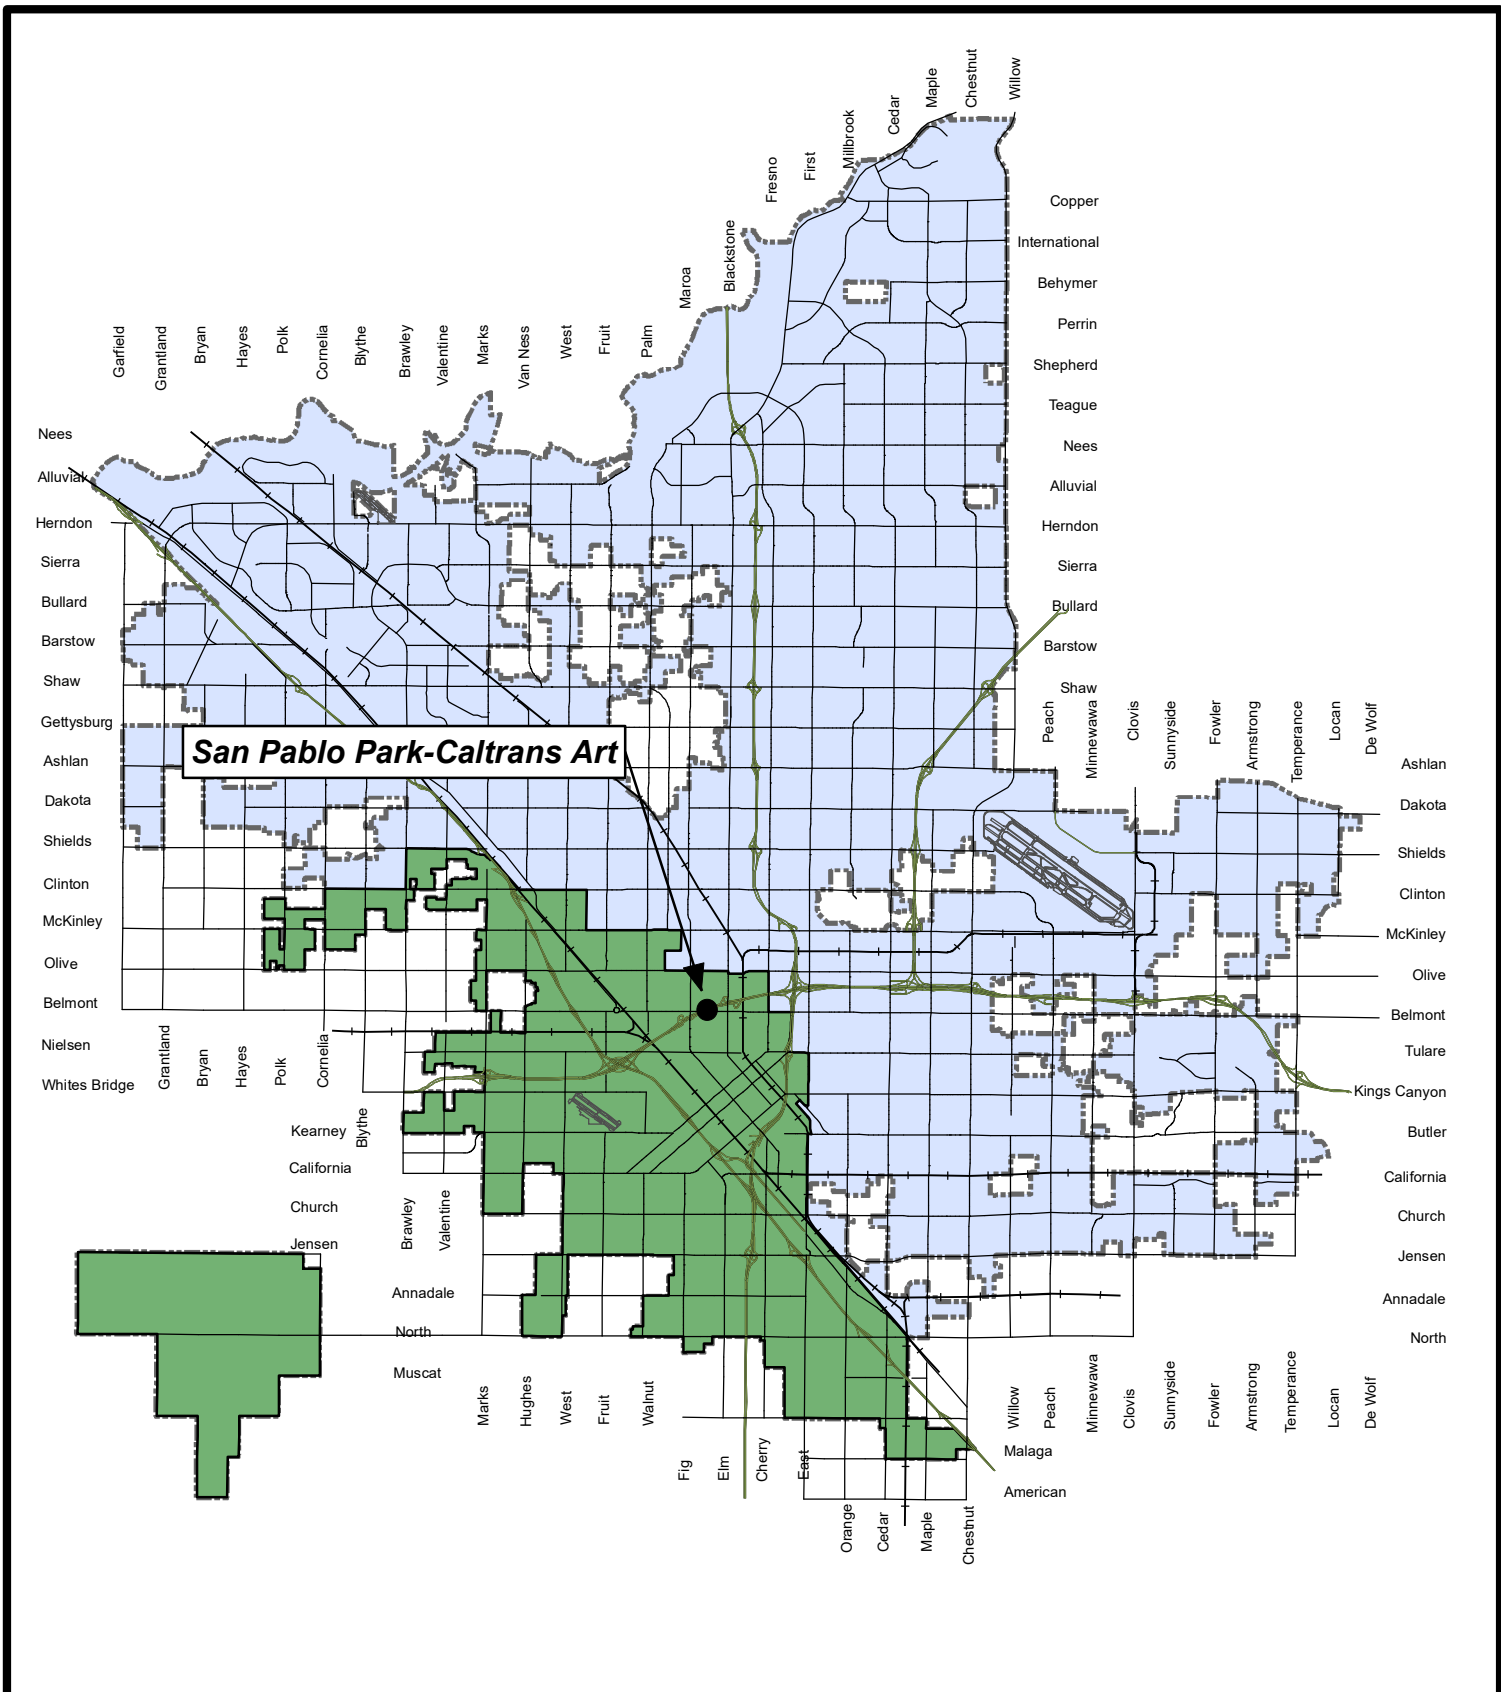 Willow
Chestnut
Maple
Cedar
Millbrook
First
Fresno
Blackstone
Maroa
Palm
Fruit
West
Van Ness
Marks
Valentine
Brawley
Blythe
Cornelia
Polk
Hayes
Bryan
Grantland
Garfield
Copper
International
Behymer
Perrin
Shepherd
Teague
Nees
Alluvial
Herndon
Sierra
Bullard
Barstow
Shaw
Nees
Alluvial
Herndon
Sierra
Bullard
Barstow
Shaw
Gettysburg
Ashlan
Dakota
Shields
Clinton
McKinley
Olive
Belmont
Nielsen
Whites Bridge
San Pablo Park-Caltrans Art
Peach
Minnewawa
Clovis
Sunnyside
Fowler
Armstrong
Temperance
Locan
De Wolf
Ashlan
Dakota
Shields
Clinton
McKinley
Olive
Belmont
Tulare
Kings Canyon
Butler
California
Church
Jensen
Annadale
North
Grantland
Bryan
Hayes
Polk
Cornelia
Blythe
Kearney
California
Church
Jensen
Brawley
Valentine
Annadale
North
Muscat
Marks
Hughes
West
Fruit
Walnut
Fig
Elm
Cherry
East
Orange
Cedar
Maple
Chestnut
Malaga
American
Willow
Peach
Minnewawa
Clovis
Sunnyside
Fowler
Armstrong
Temperance
Locan
De Wolf